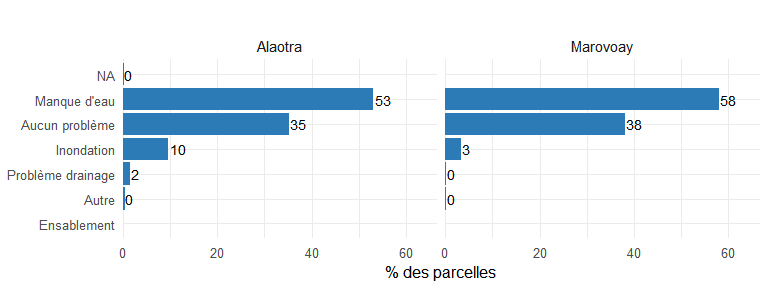 Alaotra Marovoay
NA 0
Manque d'eau 53 58
Aucun problème 35 38
Inondation 10 3
Problème drainage 2 0
Autre 0 0
Ensablement
0 20 40 60 0 20 40 60
% des parcelles